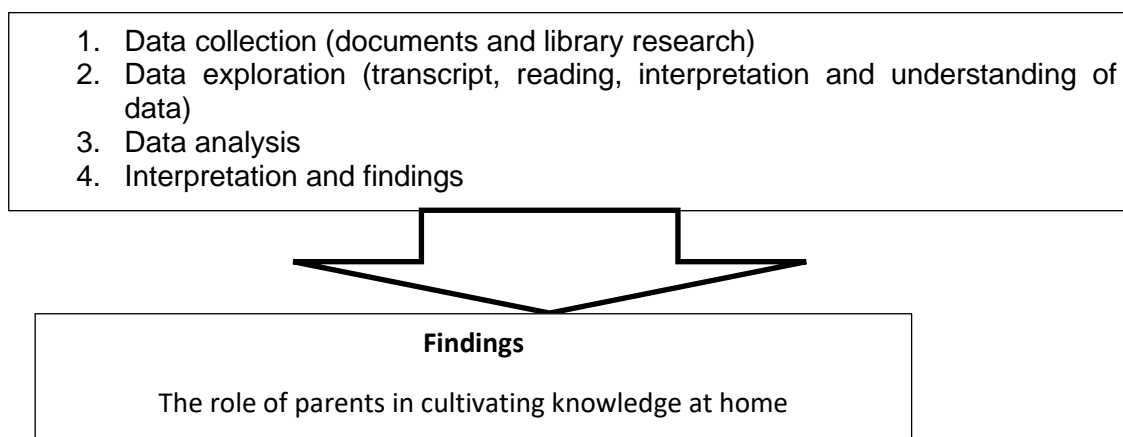 1. Data collection (documents and library research)
2. Data exploration (transcript, reading, interpretation and understanding of
data)
3. Data analysis
4. Interpretation and findings
Findings
The role of parents in cultivating knowledge at home